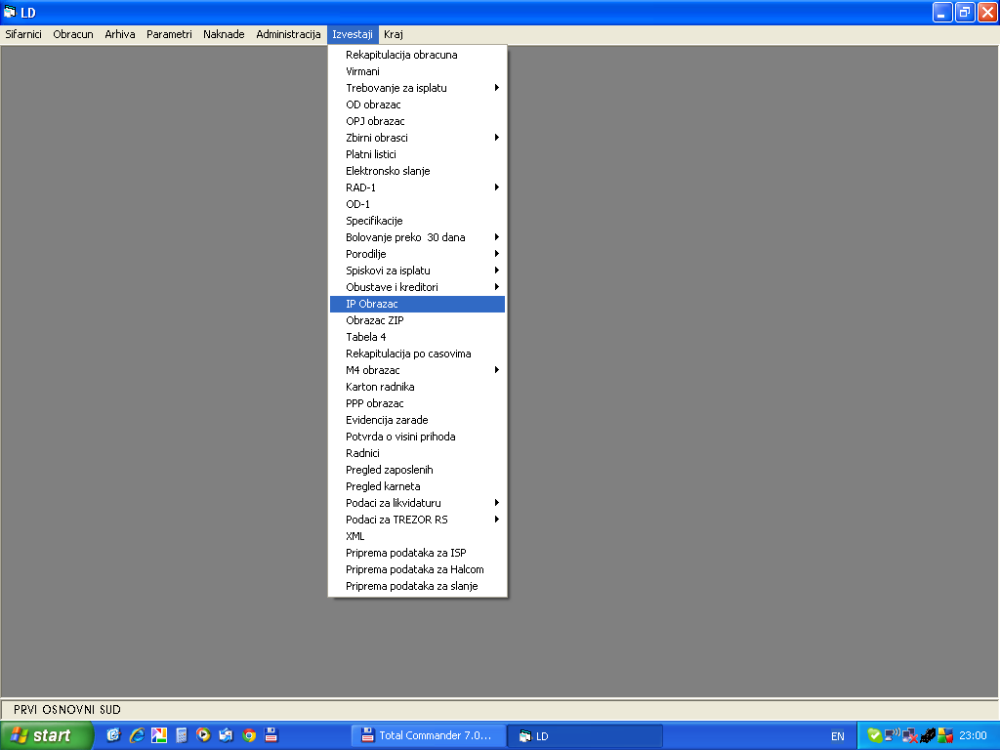 LD
Sifarnici Obracun Arhiva Parametri Naknade Administracija Izvestaji Kraj
Rekapitulacija obracuna
Virmani
Trebovanje za isplatu
OD obrazac
OPJ obrazac
Zbirni obrasci
Platni listici
Elektronsko slanje
RAD-1
OD-1
Specifikacije
Bolovanje preko 30 dana
Porodilje
Spiskovi za isplatu
Obustave i kreditori
IP Obrazac
Obrazac ZIP
Tabela 4
Rekapitulacija po casovima
M4 obrazac
Karton radnika
PPP obrazac
Evidencija zarade
Potvrda o visini prihoda
Radnici
Pregled zaposlenih
Pregled karneta
Podaci za likvidaturu
Podaci za TREZOR RS
XML
Priprema podataka za ISP
Priprema podataka za Halcom
Priprema podataka za slanje
PRVI OSNOVNI SUD
start Total Commander 7.0... LD EN 23:00